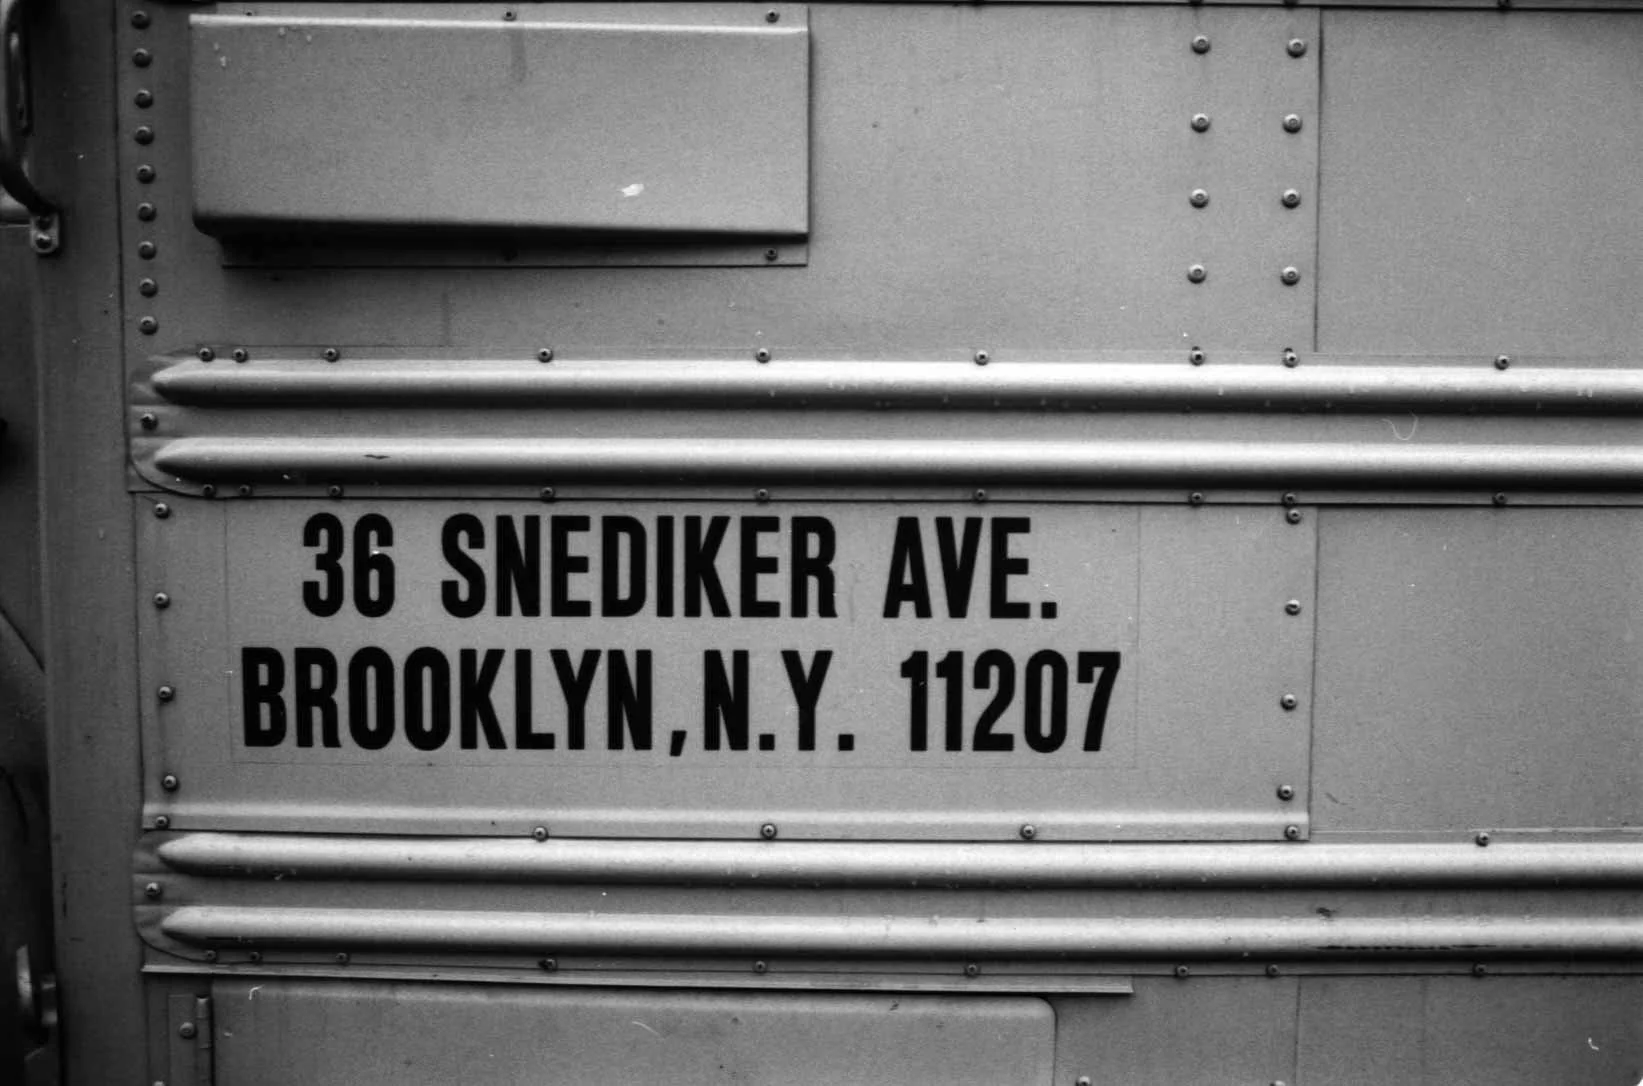 36 SNEDIKER AVE.
BROOKLYN, N.Y. 11207